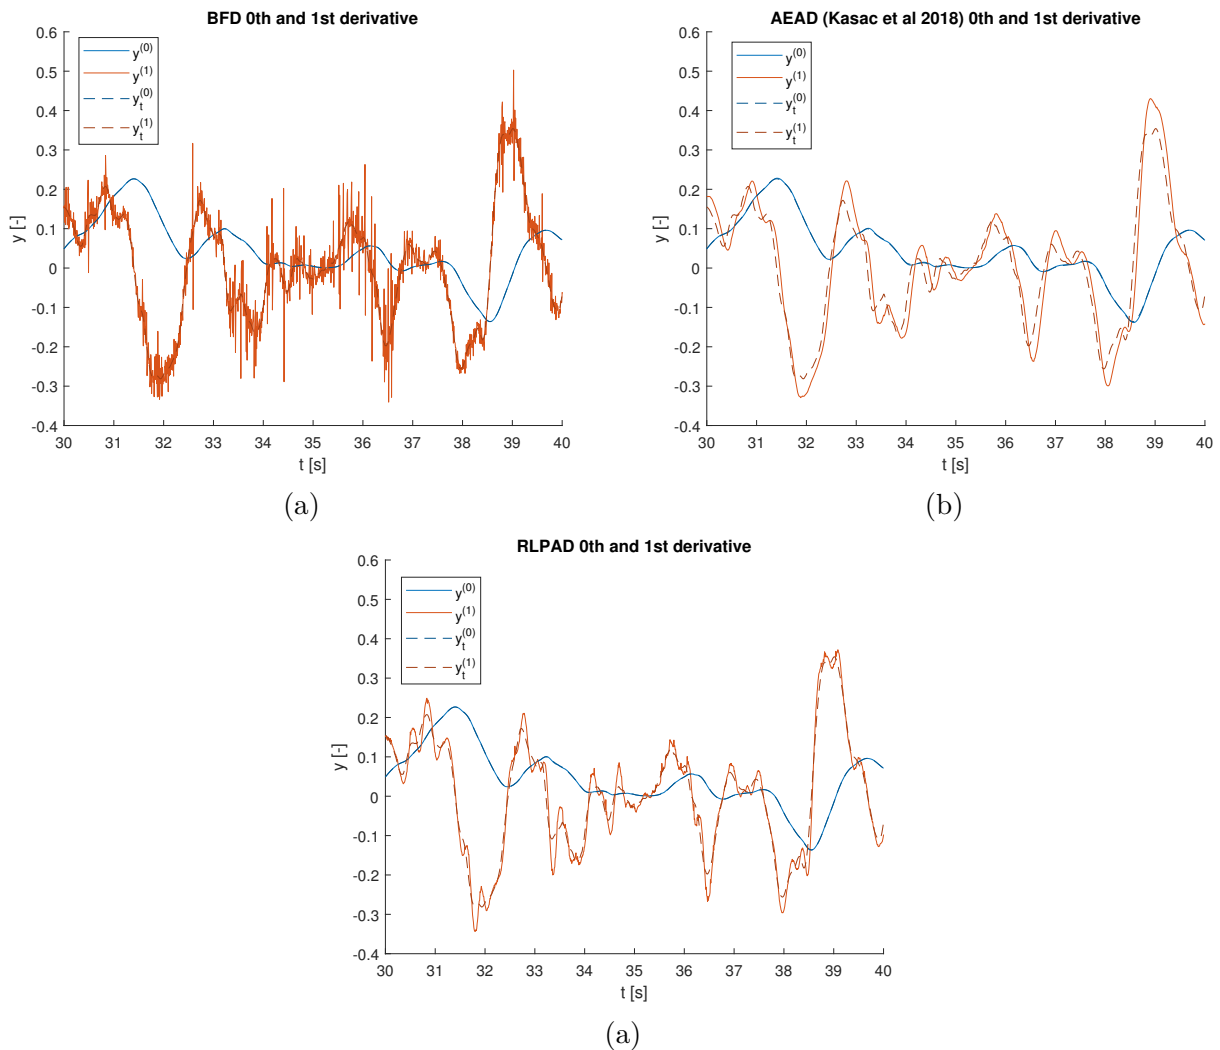 BFD 0th and 1st derivative
0.6
0.5
0.4
0.3
0.2
0.1
0
-0.1
-0.2
-0.3
-0.4
y [-]
y(0)
y(1)
yt(0)
yt(1)
30 31 32 33 34 35 36 37 38 39 40
t [s]
(a)
AEAD (Kasac et al 2018) 0th and 1st derivative
0.6
0.5
0.4
0.3
0.2
0.1
0
-0.1
-0.2
-0.3
-0.4
y [-]
y(0)
y(1)
yt(0)
yt(1)
30 31 32 33 34 35 36 37 38 39 40
t [s]
(b)
RLPAD 0th and 1st derivative
0.6
0.5
0.4
0.3
0.2
0.1
0
-0.1
-0.2
-0.3
-0.4
y [-]
y(0)
y(1)
yt(0)
yt(1)
30 31 32 33 34 35 36 37 38 39 40
t [s]
(a)